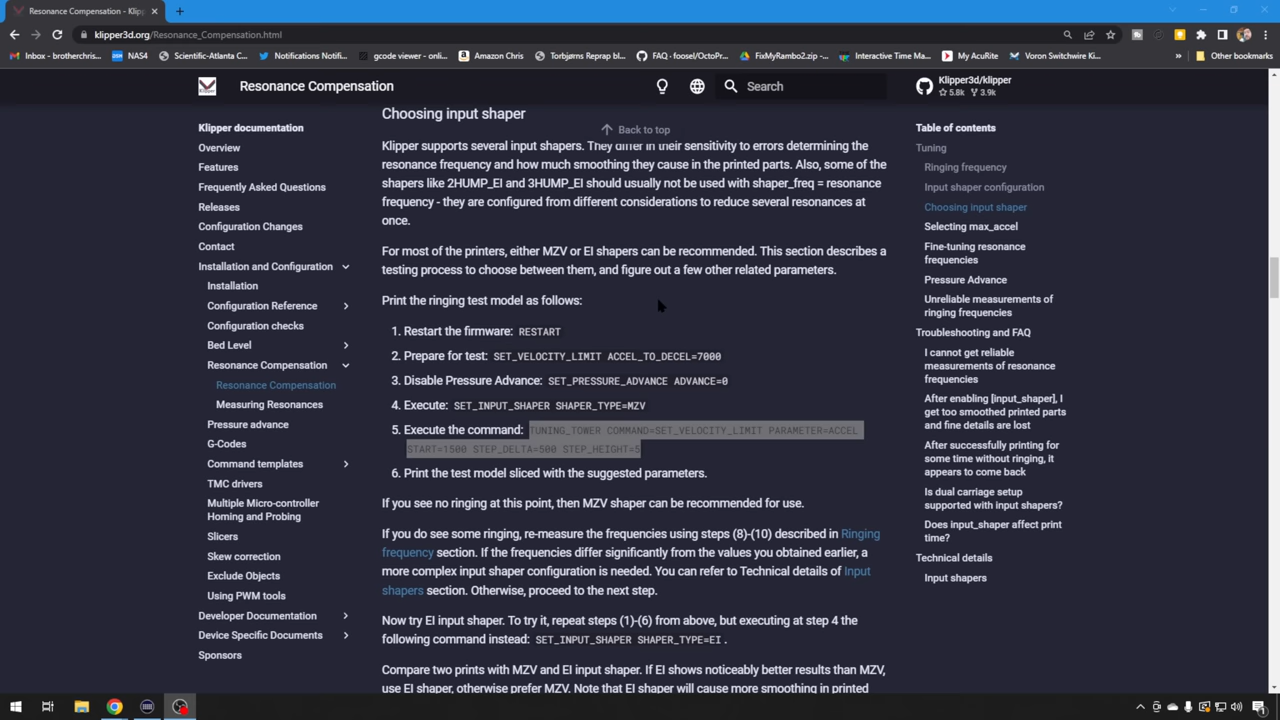 Resonance Compensation - Klip
klipper3d.org/Resonance_Compensation.html
Inbox - brotherchris...
NAS4
Scientific-Atlanta C...
Notifications Notifi...
gcode viewer - onlin...
Amazon Chris
Torbjørns Reprap blo...
FAQ · foosel/OctoPr...
FixMyRambo2.zip -...
Interactive Time Ma...
My AcuRite
Voron Switchwire Ki...
»
Other bookmarks
Resonance Compensation
Search
Klipper3d/klipper
5.8k 3.9k
Klipper documentation
Overview
Features
Frequently Asked Questions
Releases
Configuration Changes
Contact
Installation and Configuration
Installation
Configuration Reference
Configuration checks
Bed Level
Resonance Compensation
Resonance Compensation
Measuring Resonances
Pressure advance
G-Codes
Command templates
TMC drivers
Multiple Micro-controller
Homing and Probing
Slicers
Skew correction
Exclude Objects
Using PWM tools
Developer Documentation
Device Specific Documents
Sponsors
Choosing input shaper
Back to top
Klipper supports several input shapers. They differ in their sensitivity to errors determining the
resonance frequency and how much smoothing they cause in the printed parts. Also, some of the
shapers like 2HUMP_EI and 3HUMP_EI should usually not be used with shaper_freq = resonance
frequency - they are configured from different considerations to reduce several resonances at
once.
For most of the printers, either MZV or EI shapers can be recommended. This section describes a
testing process to choose between them, and figure out a few other related parameters.
Print the ringing test model as follows:
1. Restart the firmware: RESTART
2. Prepare for test: SET_VELOCITY_LIMIT ACCEL_TO_DECEL=7000
3. Disable Pressure Advance: SET_PRESSURE_ADVANCE ADVANCE=0
4. Execute: SET_INPUT_SHAPER SHAPER_TYPE=MZV
5. Execute the command: TUNING_TOWER COMMAND=SET_VELOCITY_LIMIT PARAMETER=ACCEL
START=1500 STEP_DELTA=500 STEP_HEIGHT=5
6. Print the test model sliced with the suggested parameters.
If you see no ringing at this point, then MZV shaper can be recommended for use.
If you do see some ringing, re-measure the frequencies using steps (8)-(10) described in Ringing
frequency section. If the frequencies differ significantly from the values you obtained earlier, a
more complex input shaper configuration is needed. You can refer to Technical details of Input
shapers section. Otherwise, proceed to the next step.
Now try EI input shaper. To try it, repeat steps (1)-(6) from above, but executing at step 4 the
following command instead: SET_INPUT_SHAPER SHAPER_TYPE=EI .
Compare two prints with MZV and EI input shaper. If EI shows noticeably better results than MZV,
use EI shaper, otherwise prefer MZV. Note that EI shaper will cause more smoothing in printed
Table of contents
Tuning
Ringing frequency
Input shaper configuration
Choosing input shaper
Selecting max_accel
Fine-tuning resonance
frequencies
Pressure Advance
Unreliable measurements of
ringing frequencies
Troubleshooting and FAQ
I cannot get reliable
measurements of resonance
frequencies
After enabling [input_shaper], I
get too smoothed printed parts
and fine details are lost
After successfully printing for
some time without ringing, it
appears to come back
Is dual carriage setup
supported with input shapers?
Does input_shaper affect print
time?
Technical details
Input shapers